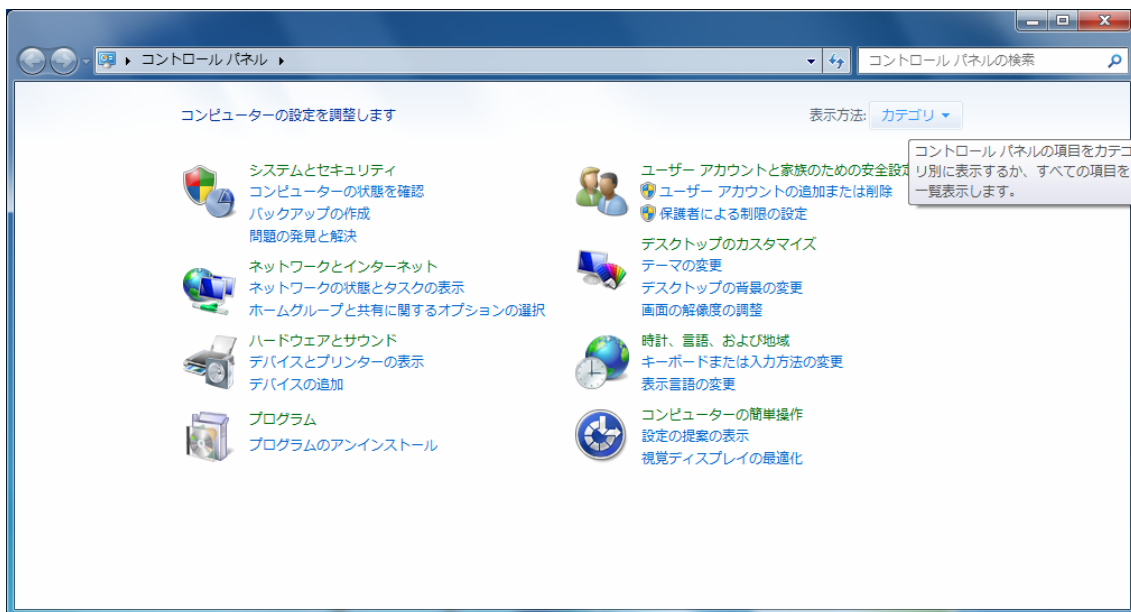 コントロール パネル
コントロール パネルの検索
コンピューターの設定を調整します
表示方法: カテゴリ
コントロール パネルの項目をカテゴ
リ別に表示するか、すべての項目を
一覧表示します。
システムとセキュリティ
コンピューターの状態を確認
バックアップの作成
問題の発見と解決
ネットワークとインターネット
ネットワークの状態とタスクの表示
ホームグループと共有に関するオプションの選択
ハードウェアとサウンド
デバイスとプリンターの表示
デバイスの追加
プログラム
プログラムのアンインストール
ユーザー アカウントと家族のための安全設定
ユーザー アカウントの追加または削除
保護者による制限の設定
デスクトップのカスタマイズ
テーマの変更
デスクトップの背景の変更
画面の解像度の調整
時計、言語、および地域
キーボードまたは入力方法の変更
表示言語の変更
コンピューターの簡単操作
設定の提案の表示
視覚ディスプレイの最適化